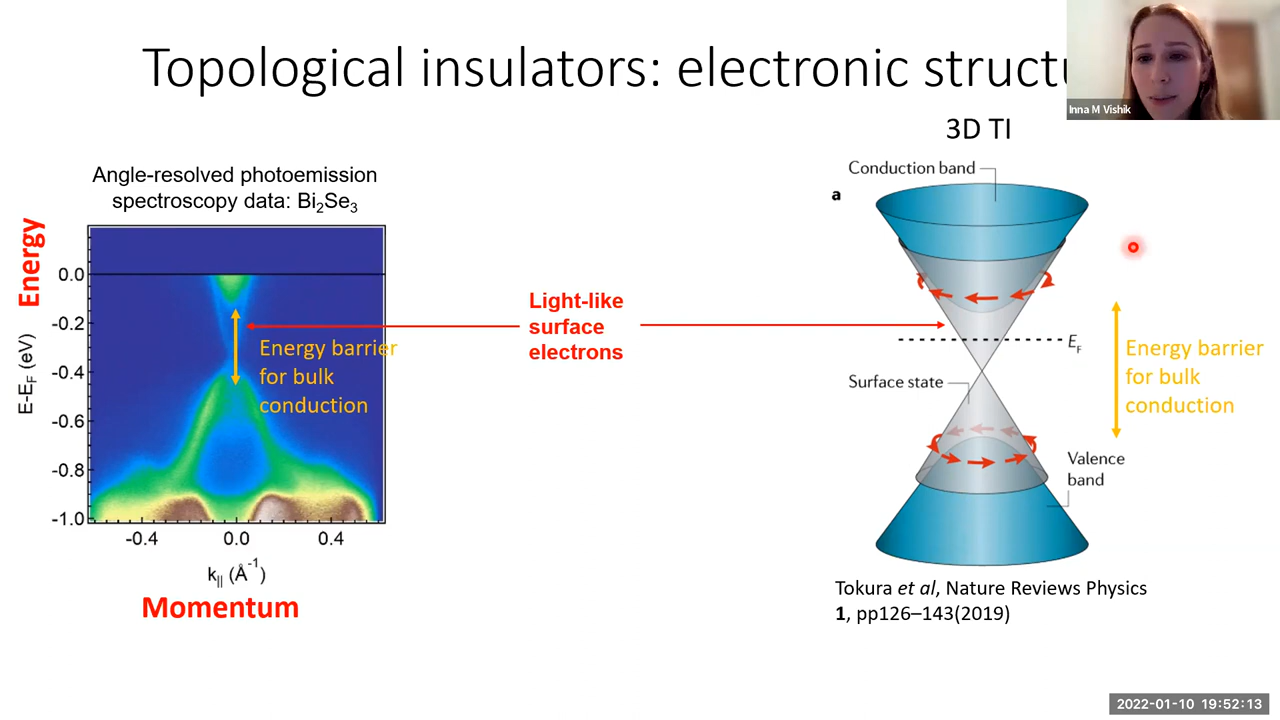 Topological insulators: electronic structu
Inna M Vishik
Angle-resolved photoemission
spectroscopy data: Bi₂Se₃
Energy
E-E_F (eV)
0.0
-0.2
-0.4
-0.6
-0.8
-1.0
Energy barrier
for bulk
conduction
-0.4
0.0
0.4
k_|| (Å⁻¹)
Momentum
Light-like
surface
electrons
3D TI
a
Conduction band
E_F
Surface state
Valence
band
Energy barrier
for bulk
conduction
Tokura et al, Nature Reviews Physics
1, pp126–143(2019)
2022-01-10 19:52:13